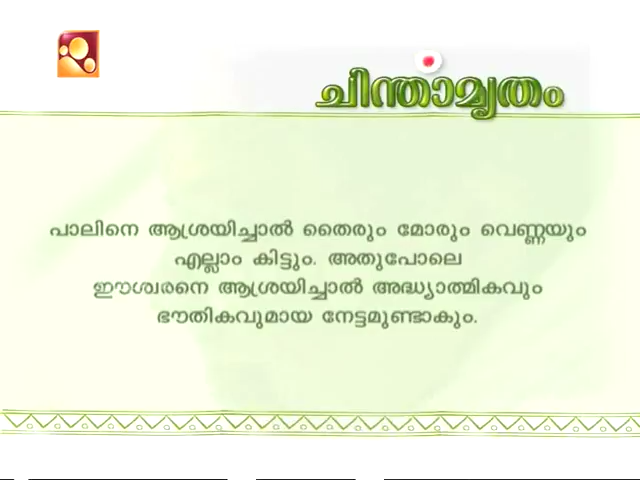 ചിന്താമൃതം
പാലിനെ ആശ്രയിച്ചാൽ തൈരും മോരും വെണ്ണയും
എല്ലാം കിട്ടും. അതുപോലെ
ഈശ്വരനെ ആശ്രയിച്ചാൽ അദ്ധ്യാത്മികവും
ഭൗതികവുമായ നേട്ടമുണ്ടാകും.